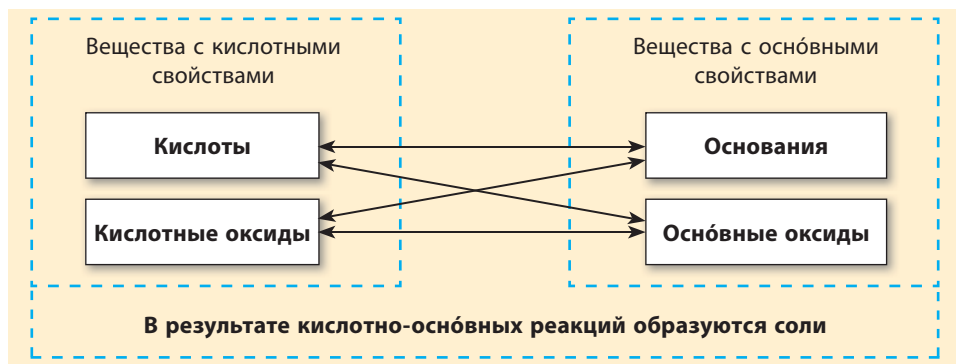 Вещества с кислотными
свойствами
Вещества с осно́вными
свойствами
Кислоты
Основания
Кислотные оксиды
Осно́вные оксиды
В результате кислотно-осно́вных реакций образуются соли